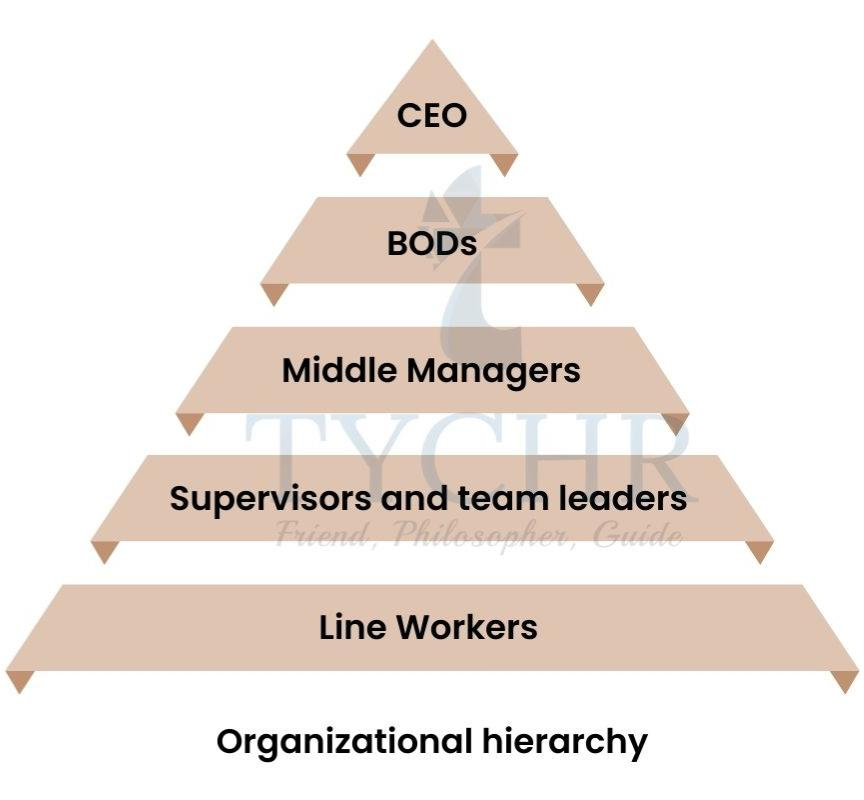 CEO
BODs
Middle Managers
TYCHR
Supervisors and team leaders
Friend, Philosopher, Guide
Line Workers
Organizational hierarchy